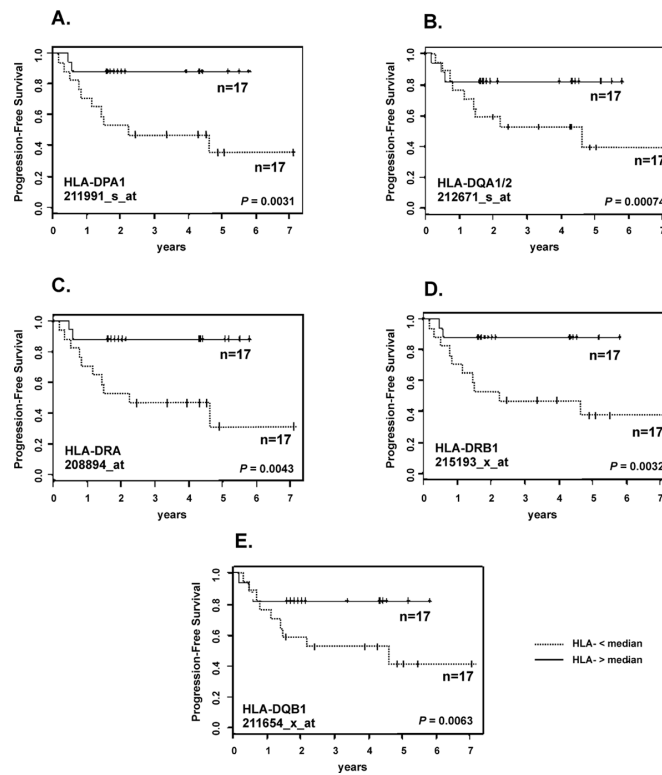 A.
Progression-Free Survival
1.0
0.8
0.6
0.4
0.2
0.0
n=17
n=17
HLA-DPA1
211991_s_at
P = 0.0031
0 1 2 3 4 5 6 7
years
B.
Progression-Free Survival
1.0
0.8
0.6
0.4
0.2
0.0
n=17
n=17
HLA-DQA1/2
212671_s_at
P = 0.00074
0 1 2 3 4 5 6 7
years
C.
Progression-Free Survival
1.0
0.8
0.6
0.4
0.2
0.0
n=17
n=17
HLA-DRA
208894_at
P = 0.0043
0 1 2 3 4 5 6 7
years
D.
Progression-Free Survival
1.0
0.8
0.6
0.4
0.2
0.0
n=17
n=17
HLA-DRB1
215193_x_at
P = 0.0032
0 1 2 3 4 5 6 7
years
E.
Progression-Free Survival
1.0
0.8
0.6
0.4
0.2
0.0
n=17
n=17
HLA-DQB1
211654_x_at
P = 0.0063
0 1 2 3 4 5 6 7
years
HLA- < median
HLA- > median